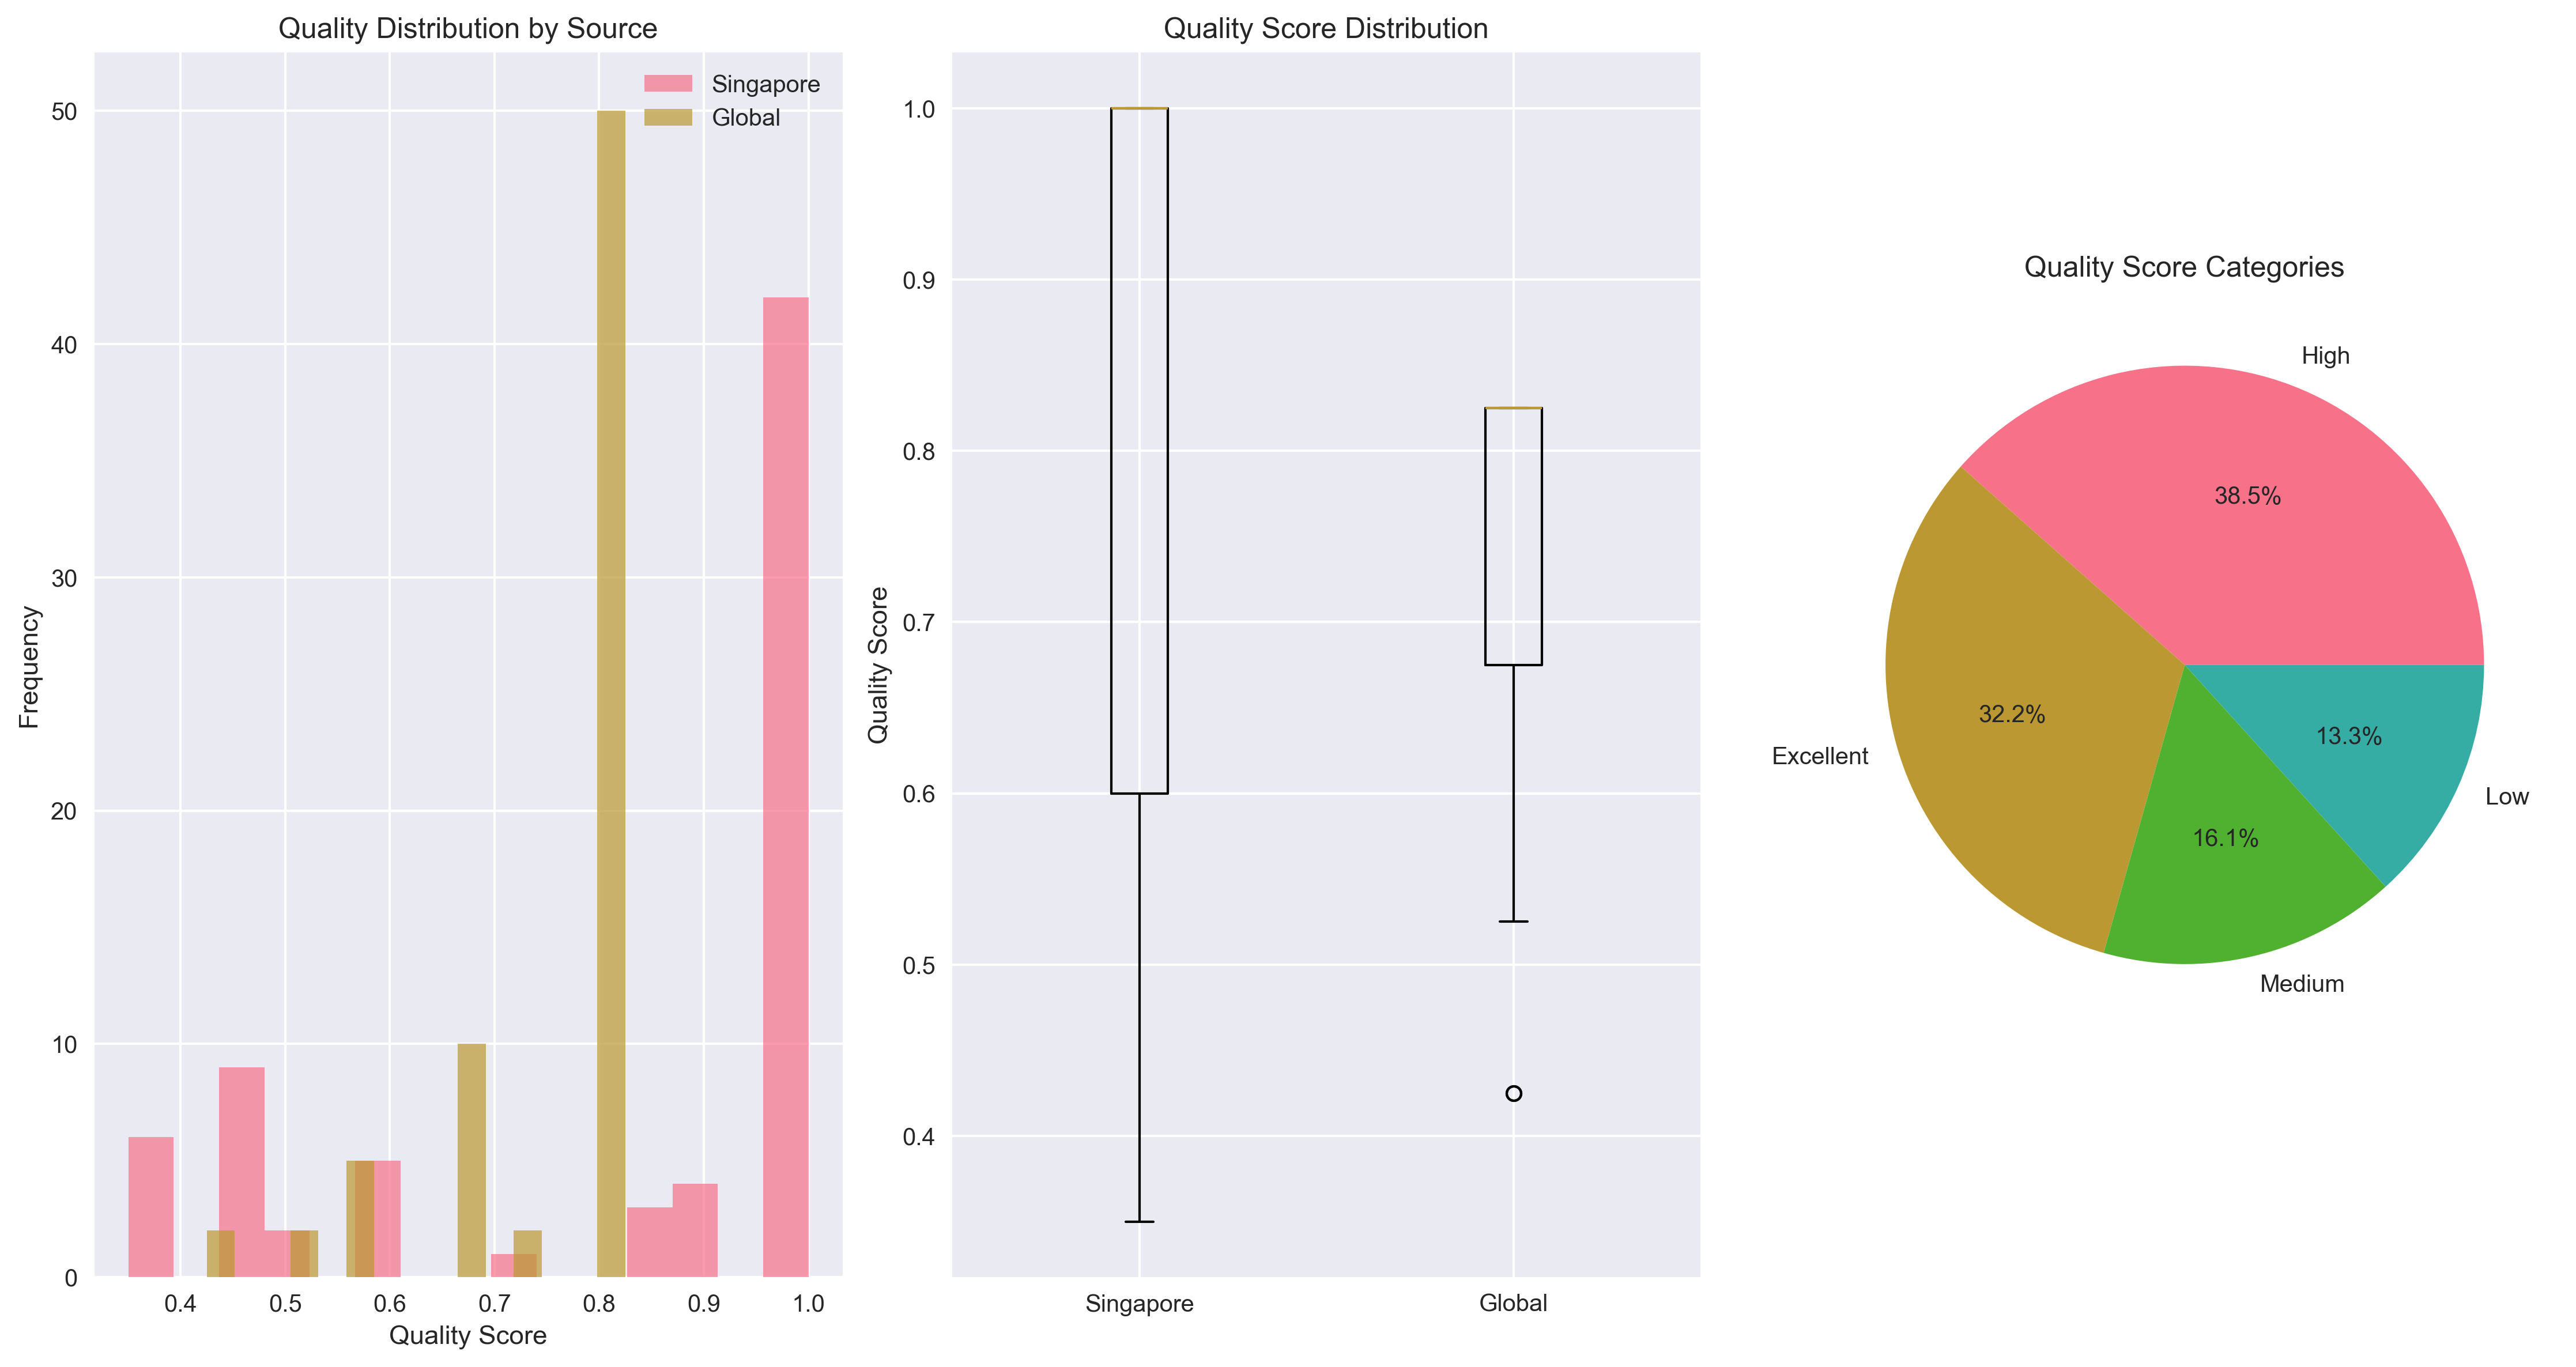 Quality Distribution by Source
Singapore
Global
50
40
30
20
10
0
Frequency
0.4 0.5 0.6 0.7 0.8 0.9 1.0
Quality Score
Quality Score Distribution
1.0
0.9
0.8
0.7
0.6
0.5
0.4
Quality Score
Singapore Global
Quality Score Categories
High
38.5%
32.2%
Excellent
13.3%
Low
16.1%
Medium